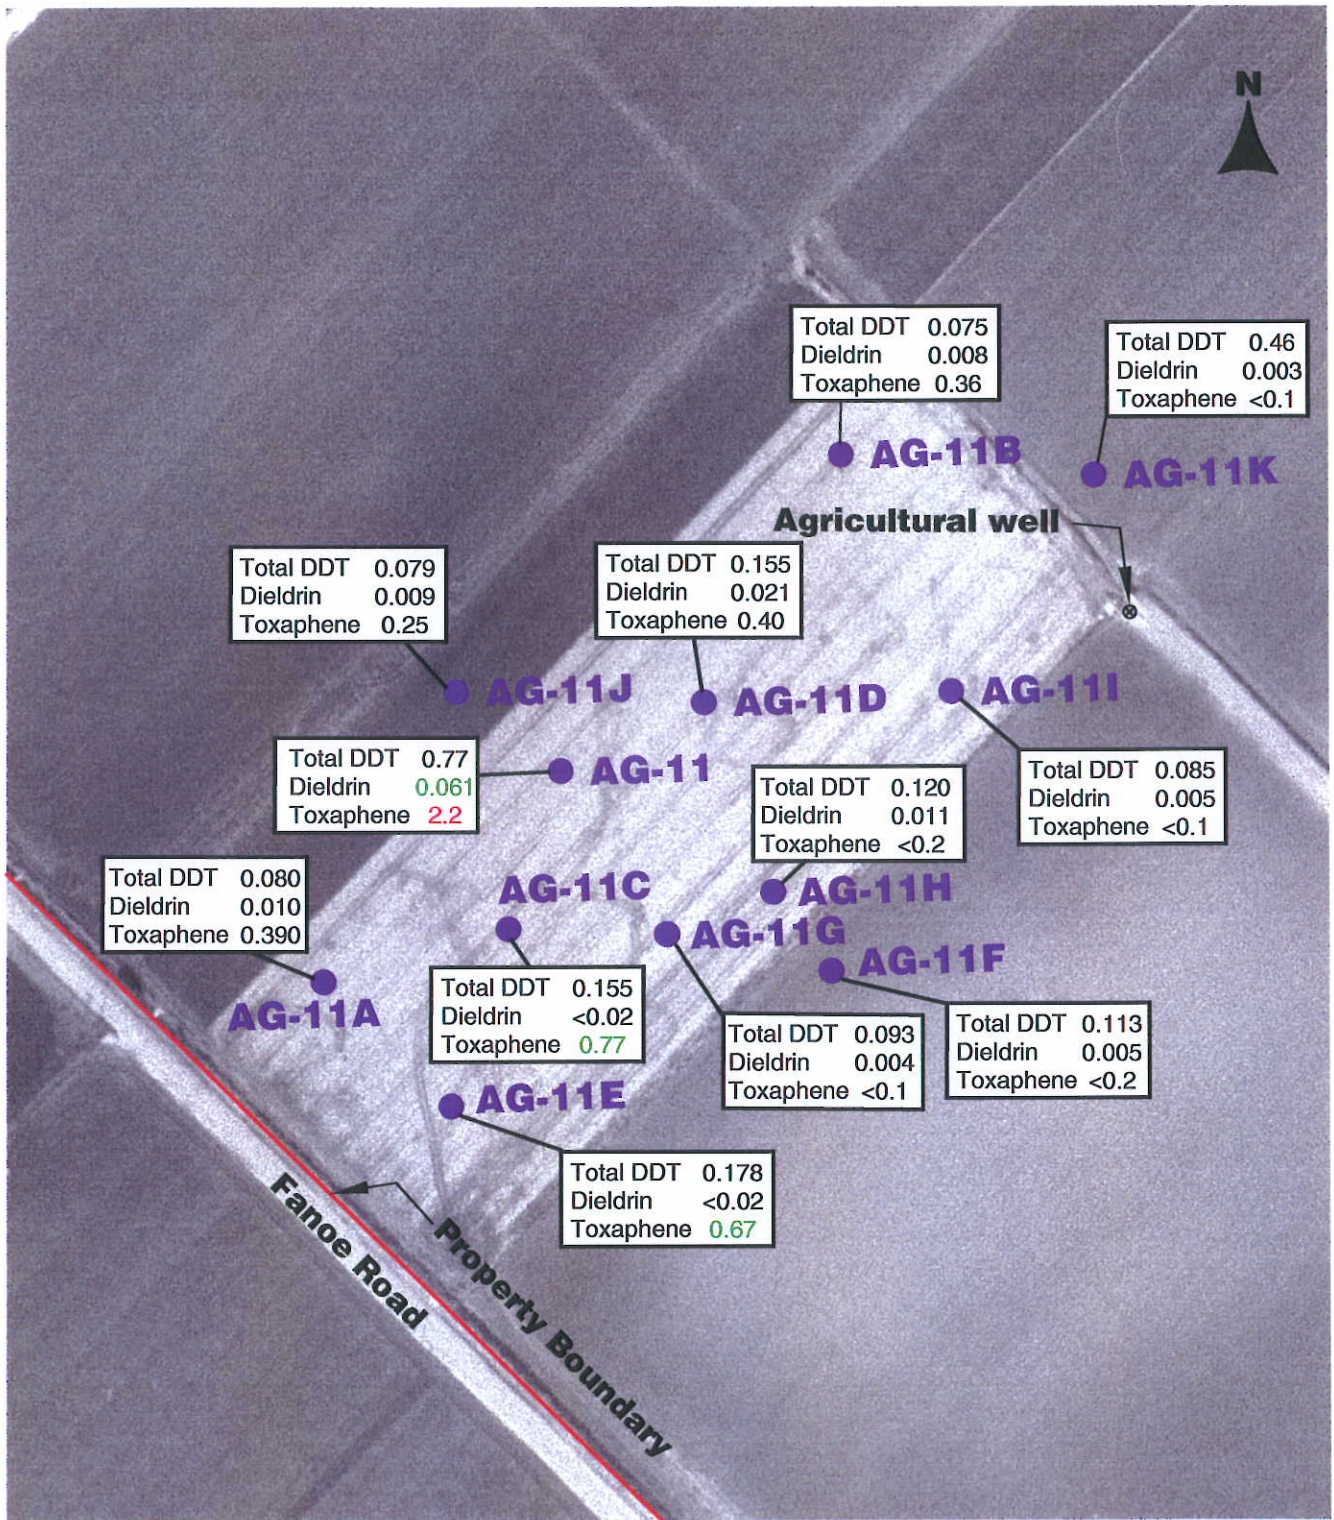 N
Total DDT 0.075
Dieldrin 0.008
Toxaphene 0.36
Total DDT 0.46
Dieldrin 0.003
Toxaphene <0.1
AG-11B
AG-11K
Agricultural well
Total DDT 0.079
Dieldrin 0.009
Toxaphene 0.25
Total DDT 0.155
Dieldrin 0.021
Toxaphene 0.40
AG-11J
AG-11D
AG-11I
Total DDT 0.77
Dieldrin 0.061
Toxaphene 2.2
AG-11
Total DDT 0.120
Dieldrin 0.011
Toxaphene <0.2
Total DDT 0.085
Dieldrin 0.005
Toxaphene <0.1
Total DDT 0.080
Dieldrin 0.010
Toxaphene 0.390
AG-11C
AG-11H
AG-11G
AG-11F
AG-11A
Total DDT 0.155
Dieldrin <0.02
Toxaphene 0.77
Total DDT 0.093
Dieldrin 0.004
Toxaphene <0.1
Total DDT 0.113
Dieldrin 0.005
Toxaphene <0.2
AG-11E
Total DDT 0.178
Dieldrin <0.02
Toxaphene 0.67
Fanoe Road
Property Boundary